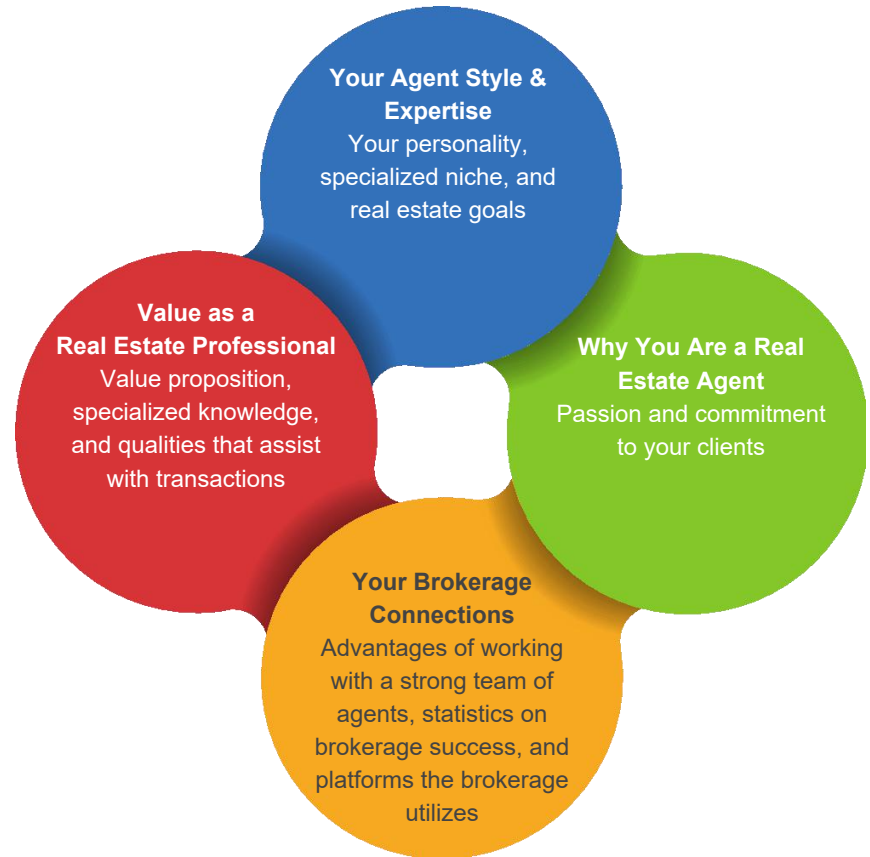 Your Agent Style &
Expertise
Your personality,
specialized niche, and
real estate goals
Value as a
Real Estate Professional
Value proposition,
specialized knowledge,
and qualities that assist
with transactions
Why You Are a Real
Estate Agent
Passion and commitment
to your clients
Your Brokerage
Connections
Advantages of working
with a strong team of
agents, statistics on
brokerage success, and
platforms the brokerage
utilizes